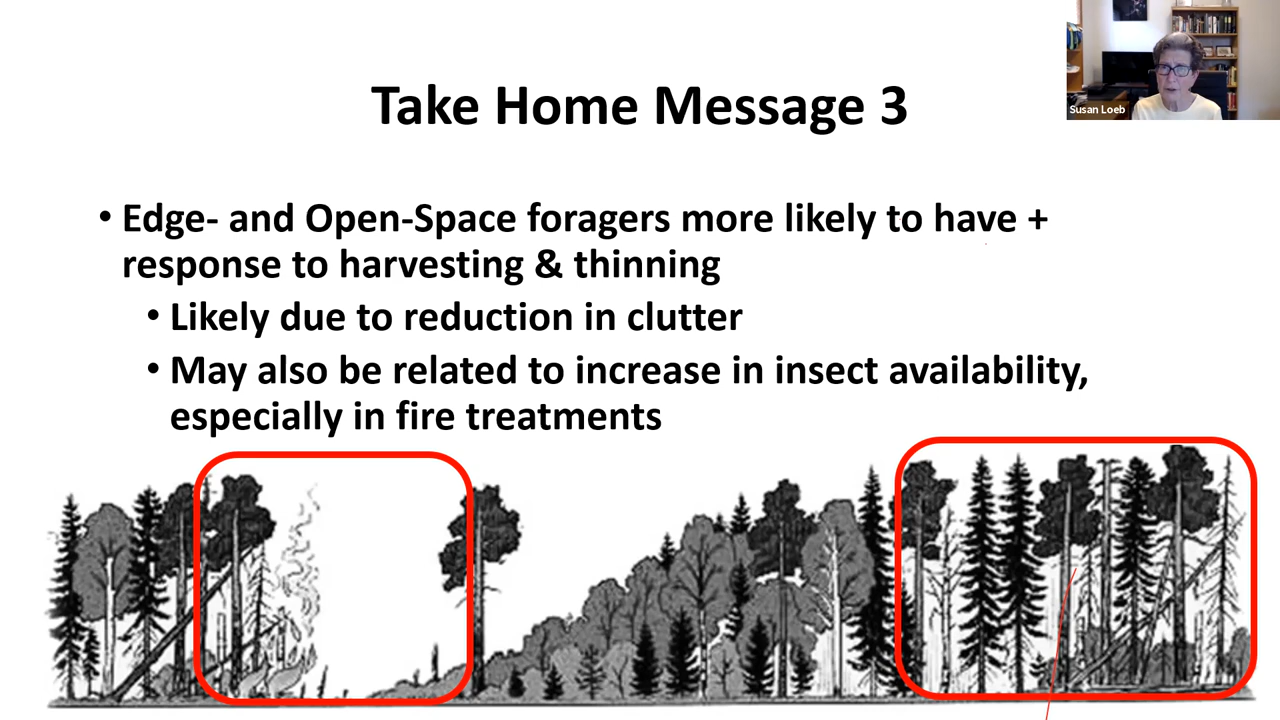 Take Home Message 3
Susan Loeb
• Edge- and Open-Space foragers more likely to have +
response to harvesting & thinning
• Likely due to reduction in clutter
• May also be related to increase in insect availability,
especially in fire treatments